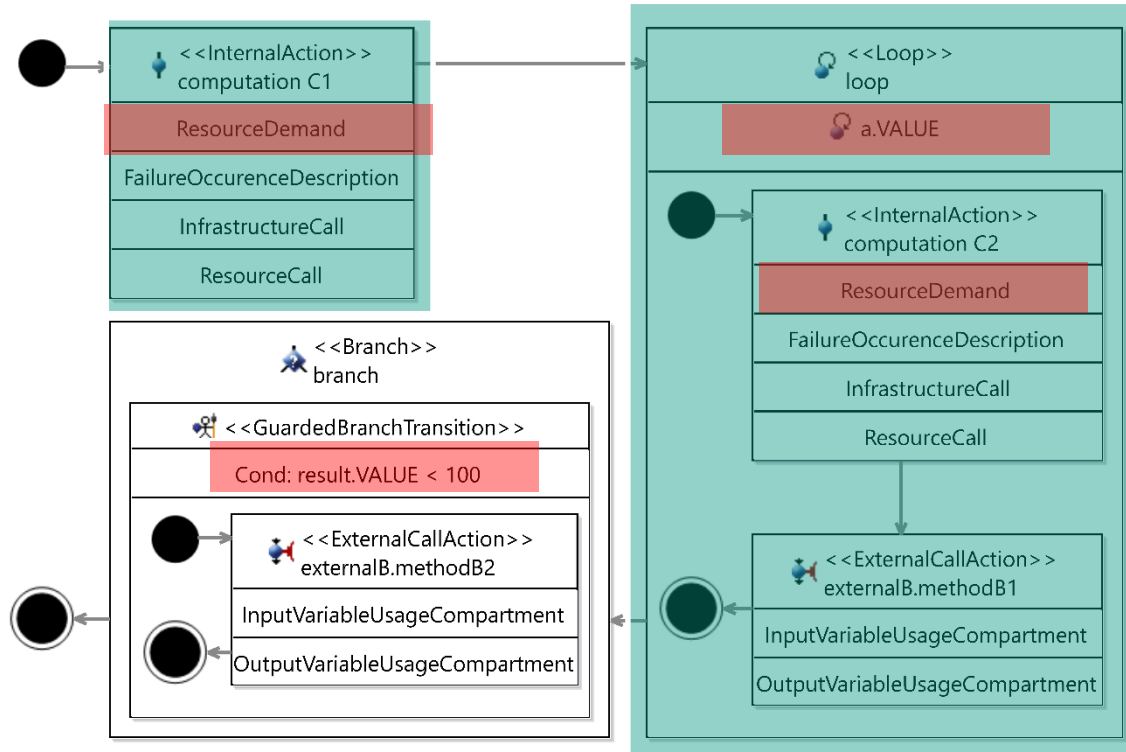 <<InternalAction>>
computation C1
ResourceDemand
FailureOccurenceDescription
InfrastructureCall
ResourceCall
<<Loop>>
loop
a.VALUE
<<InternalAction>>
computation C2
ResourceDemand
FailureOccurenceDescription
InfrastructureCall
ResourceCall
<<ExternalCallAction>>
externalB.methodB1
InputVariableUsageCompartment
OutputVariableUsageCompartment
<<Branch>>
branch
<<GuardedBranchTransition>>
Cond: result.VALUE < 100
<<ExternalCallAction>>
externalB.methodB2
InputVariableUsageCompartment
OutputVariableUsageCompartment